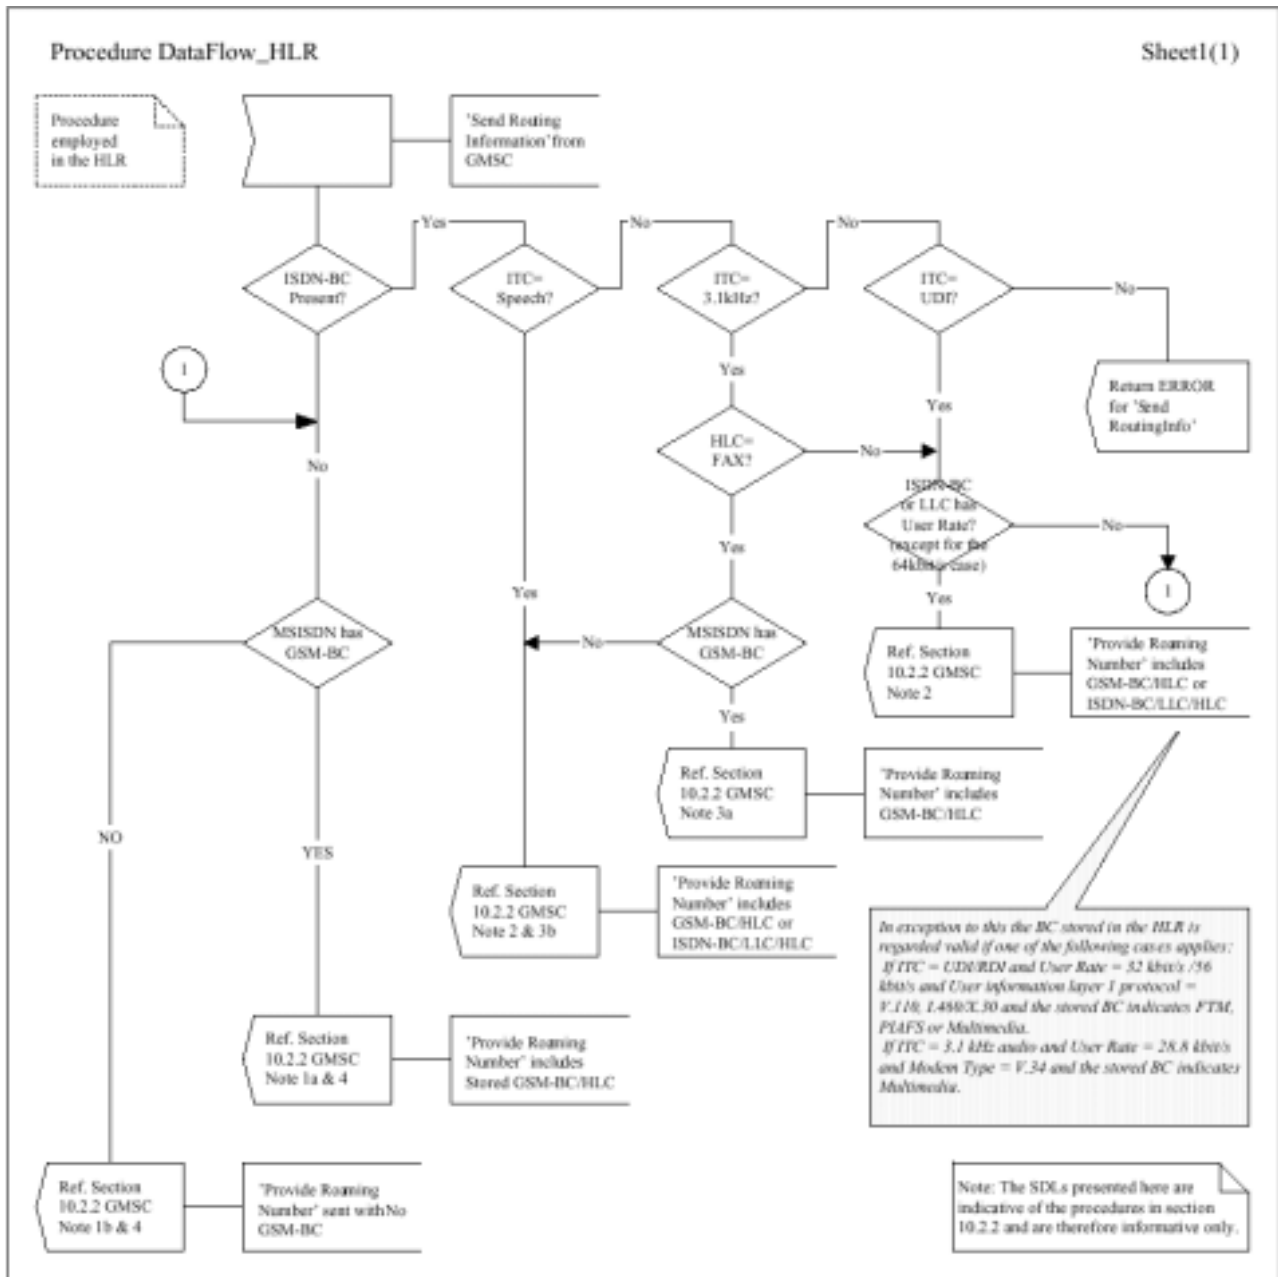 Procedure DataFlow_HLR
Sheet1(1)
Procedure
employed
in the HLR
'Send Routing
Information' from
GMSC
Yes
No
No
ISDN-BC
Present?
ITC=
Speech?
ITC=
3.1kHz?
ITC=
UDI?
No
1
Yes
Return ERROR
for 'Send
RoutingInfo'
Yes
HLC=
FAX?
No
No
ISDN-BC
or LLC has
User Rate?
(except for the
64kbit/s case)
No
Yes
Yes
1
Yes
MSISDN has
GSM-BC
No
MSISDN has
GSM-BC
Ref. Section
10.2.2 GMSC
Note 2
'Provide Roaming
Number' includes
GSM-BC/HLC or
ISDN-BC/LLC/HLC
Yes
Ref. Section
10.2.2 GMSC
Note 3a
'Provide Roaming
Number' includes
GSM-BC/HLC
NO
YES
Ref. Section
10.2.2 GMSC
Note 2 & 3b
'Provide Roaming
Number' includes
GSM-BC/HLC or
ISDN-BC/LLC/HLC
In exception to this the BC stored in the HLR is
regarded valid if one of the following cases applies:
If ITC = UDI/RDI and User Rate = 32 kbit/s /56
kbit/s and User information layer 1 protocol =
V.110, I.460/X.30 and the stored BC indicates FTM,
PIAFS or Multimedia.
If ITC = 3.1 kHz audio and User Rate = 28.8 kbit/s
and Modem Type = V.34 and the stored BC indicates
Multimedia.
Ref. Section
10.2.2 GMSC
Note 1a & 4
'Provide Roaming
Number' includes
Stored GSM-BC/HLC
Ref. Section
10.2.2 GMSC
Note 1b & 4
'Provide Roaming
Number' sent with No
GSM-BC
Note: The SDLs presented here are
indicative of the procedures in section
10.2.2 and are therefore informative only.